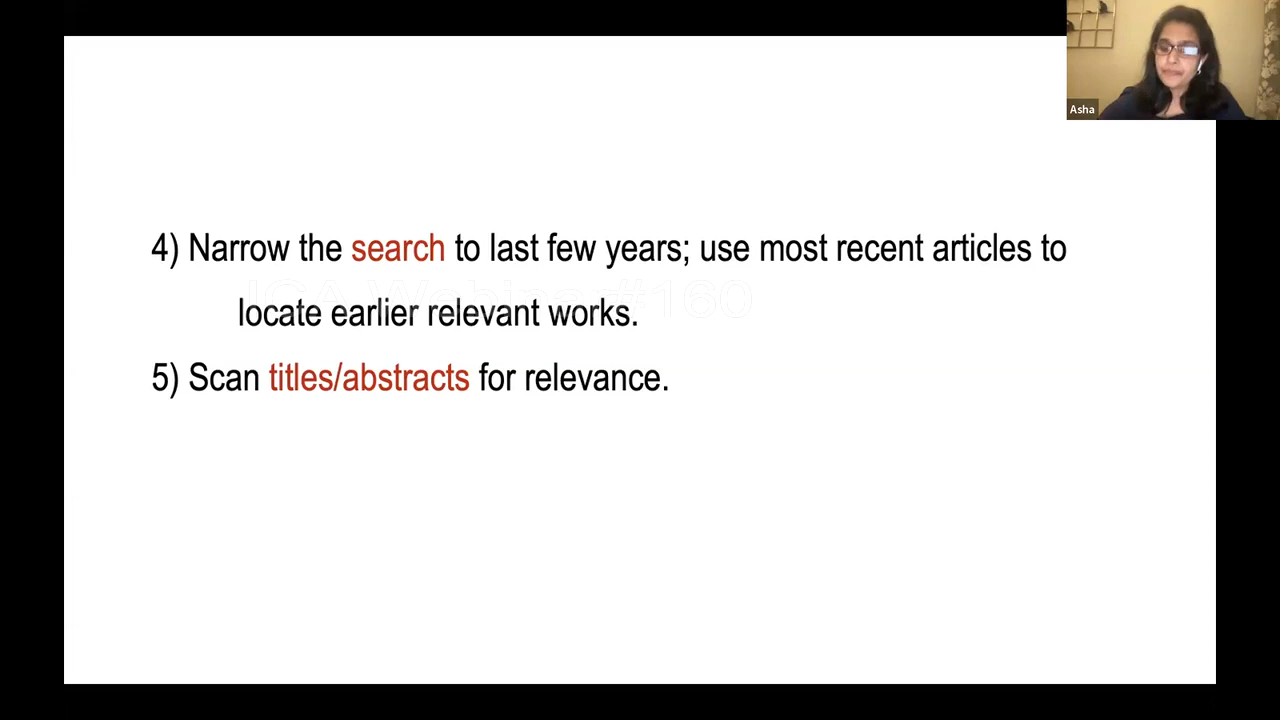 Asha
4) Narrow the search to last few years; use most recent articles to
locate earlier relevant works.
5) Scan titles/abstracts for relevance.